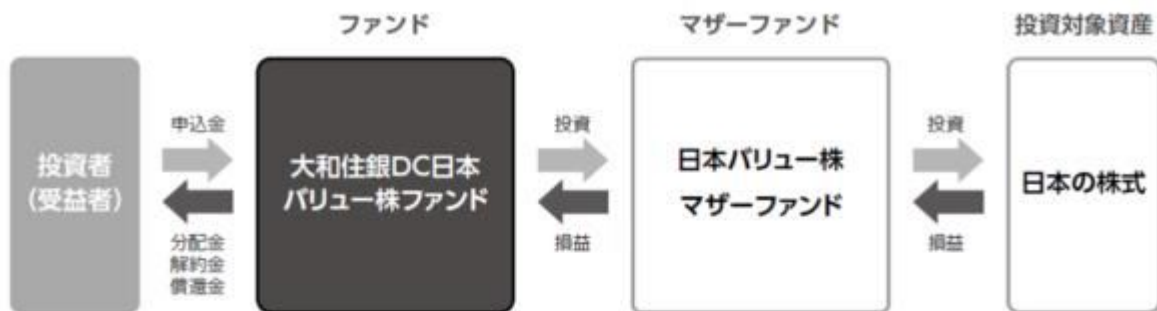 ファンド
マザーファンド
投資対象資産
投資者
(受益者)
申込金
分配金
解約金
償還金
大和住銀DC日本
バリュー株ファンド
投資
損益
日本バリュー株
マザーファンド
投資
損益
日本の株式